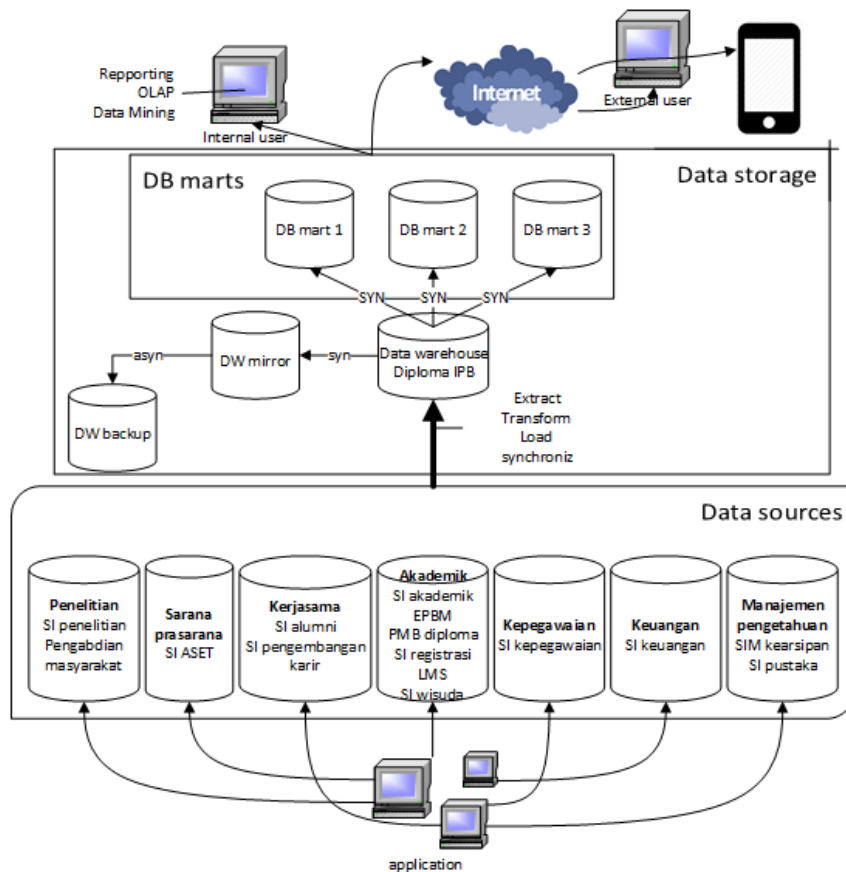 Repporting
OLAP
Data Mining
Internal user
Internet
External user
Data storage
DB marts
DB mart 1
DB mart 2
DB mart 3
SYN
SYN
SYN
Data warehouse
Diploma IPB
syn
DW mirror
asyn
DW backup
Extract
Transform
Load
synchroniz
Data sources
Penelitian
SI penelitian
Pengabdian
masyarakat
Sarana
prasarana
SI ASET
Kerjasama
SI alumni
SI pengembangan
karir
Akademik
SI akademik
EPBM
PMB diploma
SI registrasi
LMS
SI wisuda
Kepegawaian
SI kepegawaian
Keuangan
SI keuangan
Manajemen
pengetahuan
SIM kearsipan
SI pustaka
application